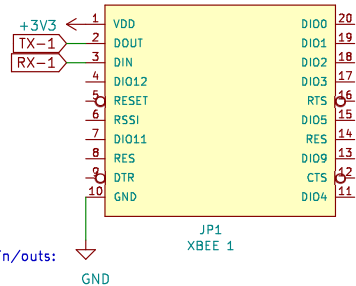 +3V3
TX-1
RX-1
1 VDD DIO0 20
2 DOUT DIO1 19
3 DIN DIO2 18
4 DIO12 DIO3 17
5 RESET RTS 16
6 RSSI DIO5 15
7 DIO11 RES 14
8 RES DIO9 13
9 DTR CTS 12
10 GND DIO4 11
JP1
XBEE 1
n/outs:
GND